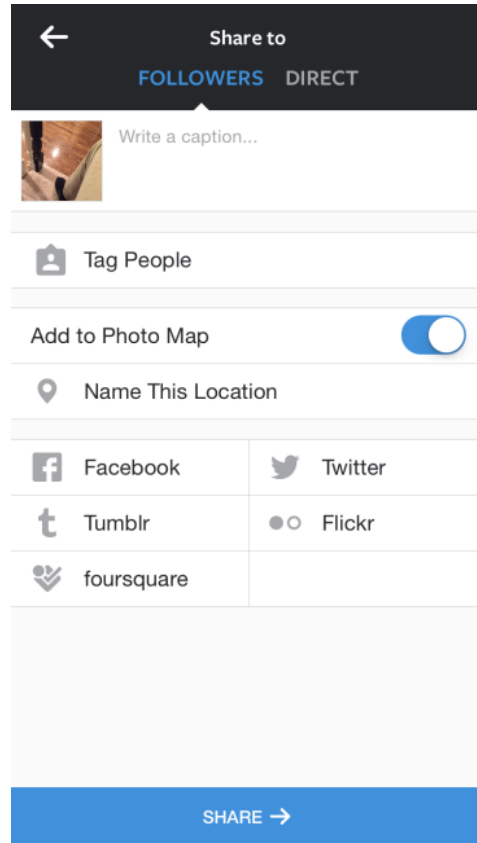 Share to
FOLLOWERS DIRECT
Write a caption...
Tag People
Add to Photo Map
Name This Location
Facebook Twitter
Tumblr Flickr
foursquare
SHARE →